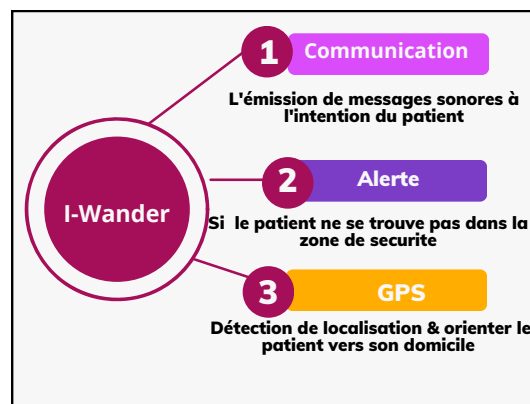 1 Communication
L'émission de messages sonores à
l'intention du patient
I-Wander
2 Alerte
Si le patient ne se trouve pas dans la
zone de securite
3 GPS
Détection de localisation & orienter le
patient vers son domicile